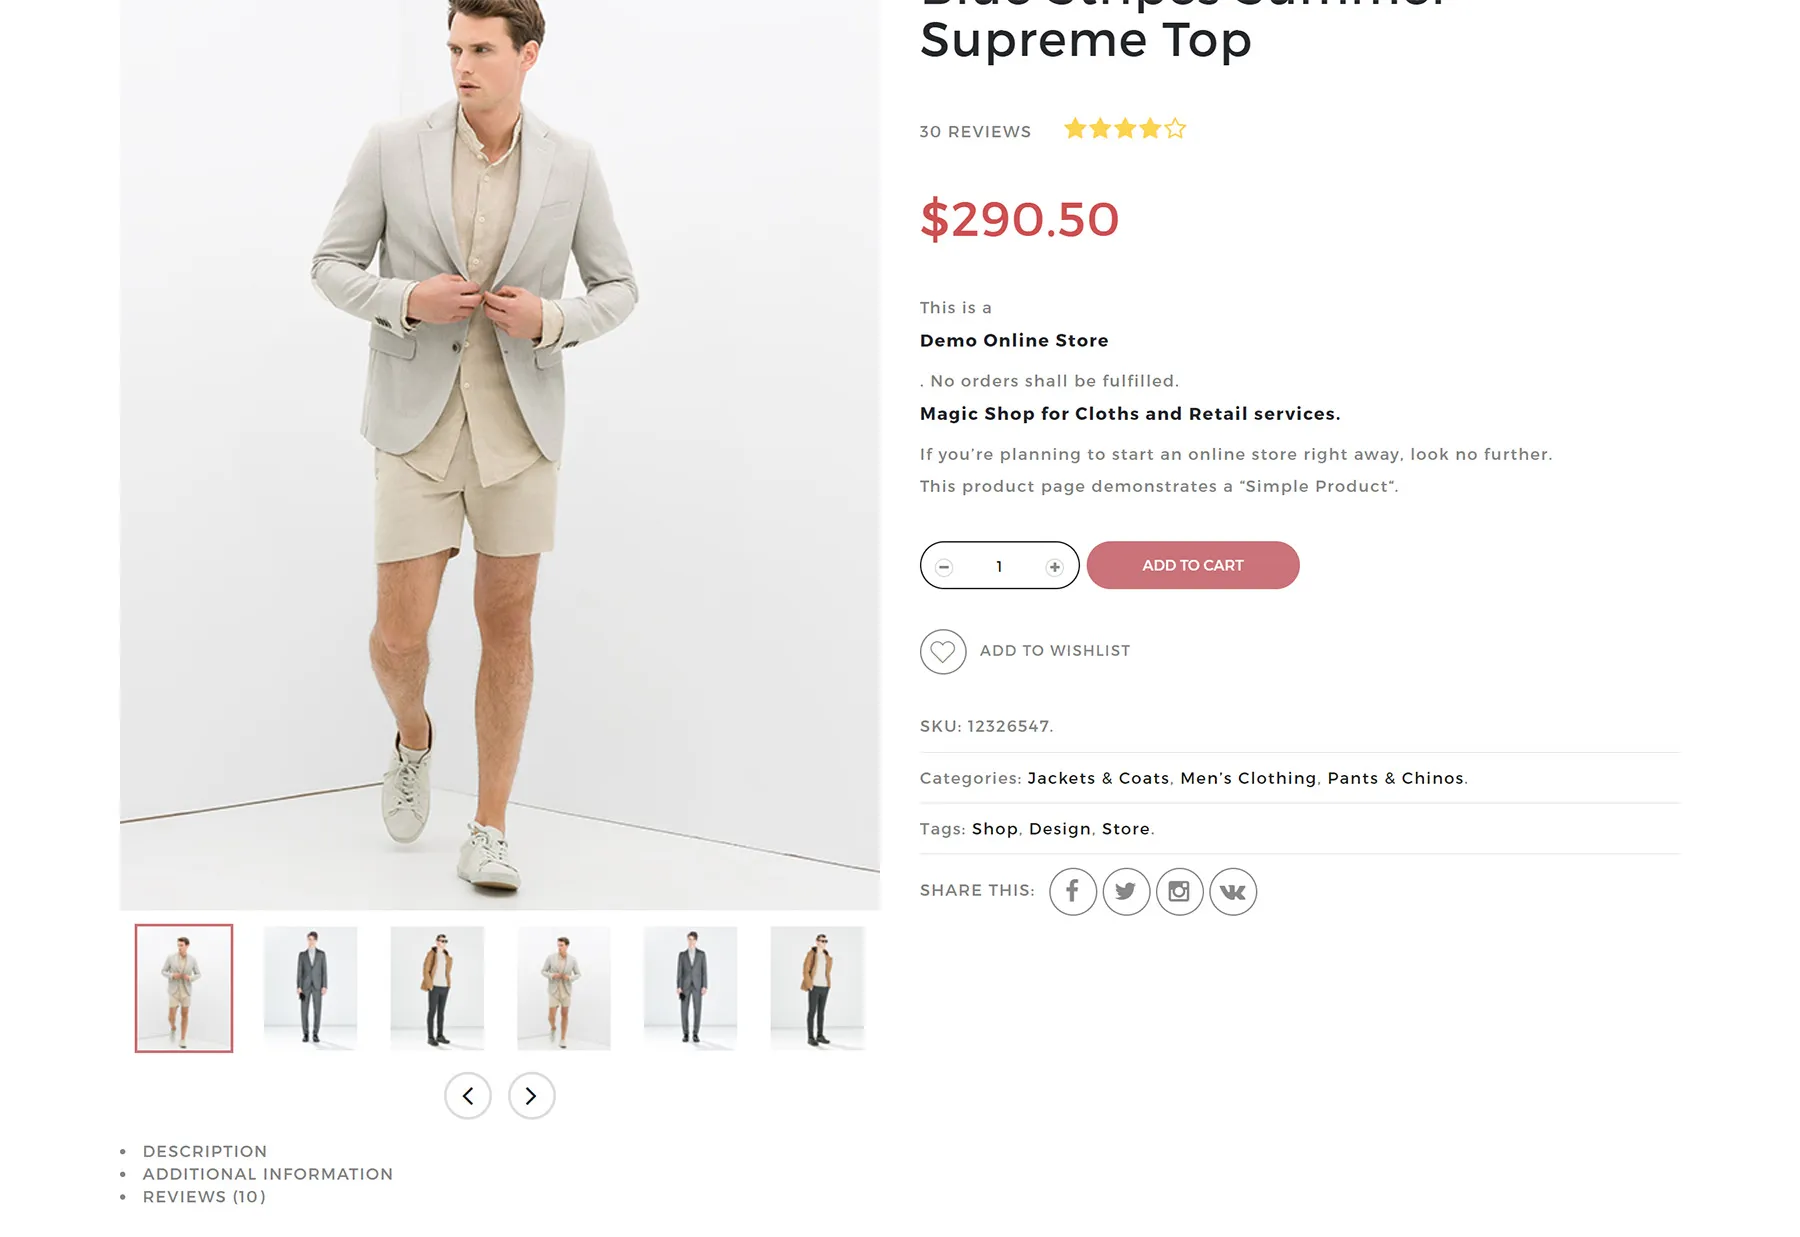 Blue Stripes Summer
Supreme Top
30 REVIEWS
$290.50
This is a
Demo Online Store
. No orders shall be fulfilled.
Magic Shop for Cloths and Retail services.
If you’re planning to start an online store right away, look no further.
This product page demonstrates a “Simple Product“.
1
ADD TO CART
ADD TO WISHLIST
SKU: 12326547.
Categories: Jackets & Coats, Men’s Clothing, Pants & Chinos.
Tags: Shop, Design, Store.
SHARE THIS:
• DESCRIPTION
• ADDITIONAL INFORMATION
• REVIEWS (10)